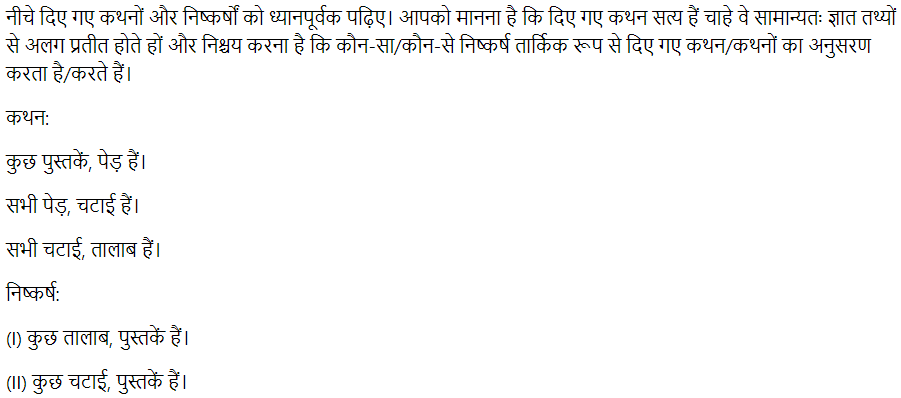 नीचे दिए गए कथनों और निष्कर्षों को ध्यानपूर्वक पढ़िए। आपको मानना है कि दिए गए कथन सत्य हैं चाहे वे सामान्यतः ज्ञात तथ्यों
से अलग प्रतीत होते हों और निश्चय करना है कि कौन-सा/कौन-से निष्कर्ष तार्किक रूप से दिए गए कथन/कथनों का अनुसरण
करता है/करते हैं।
कथन:
कुछ पुस्तकें, पेड़ हैं।
सभी पेड़, चटाई हैं।
सभी चटाई, तालाब हैं।
निष्कर्ष:
(I) कुछ तालाब, पुस्तकें हैं।
(II) कुछ चटाई, पुस्तकें हैं।